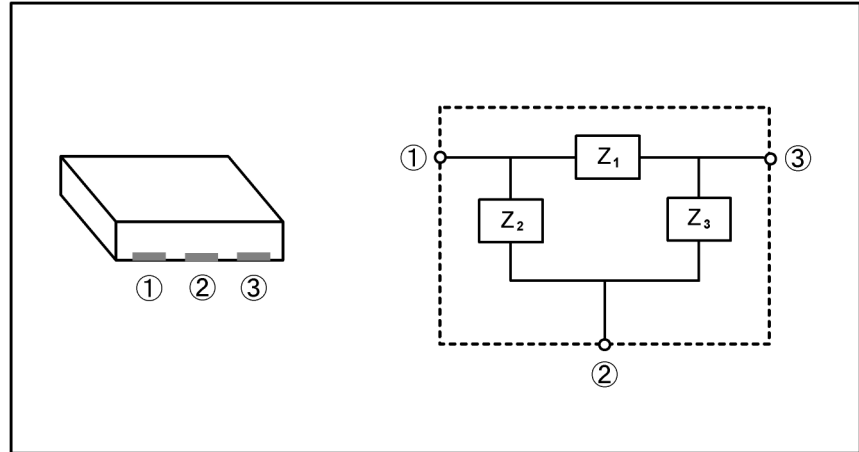 Z₁
① ③
Z₂ Z₃
① ② ③
②